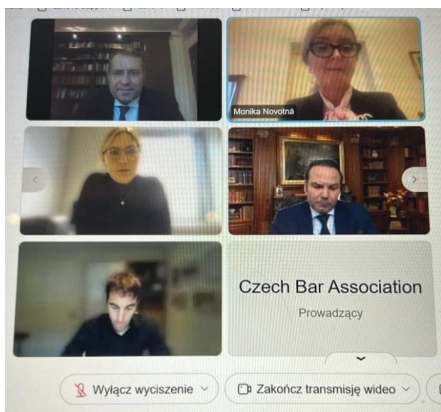 Monika Novotná
Czech Bar Association
Prowadzący
Wyłącz wyciszenie
Zakończ transmisję wideo